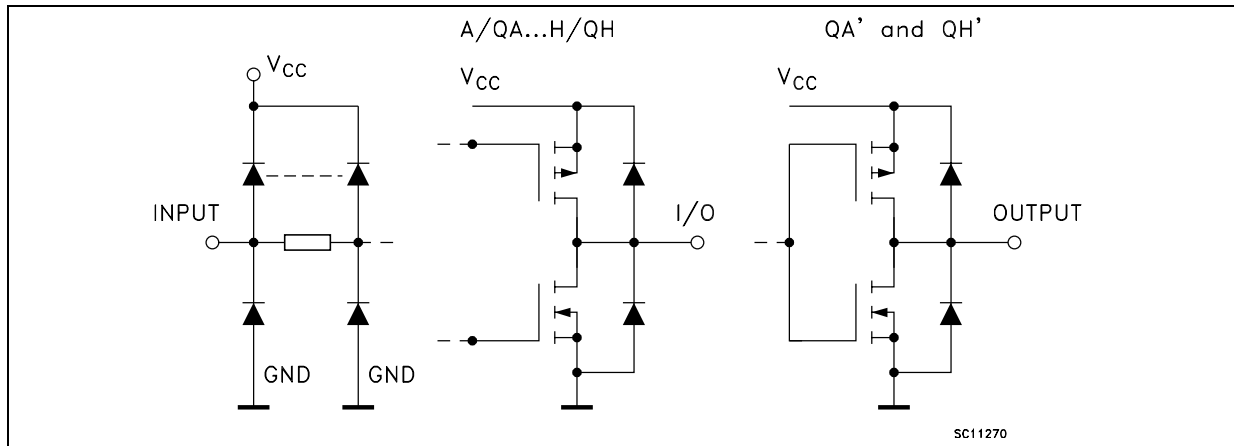 A/QA...H/QH
QA' and QH'
VCC
VCC
VCC
INPUT
I/O
OUTPUT
GND
GND
SC11270